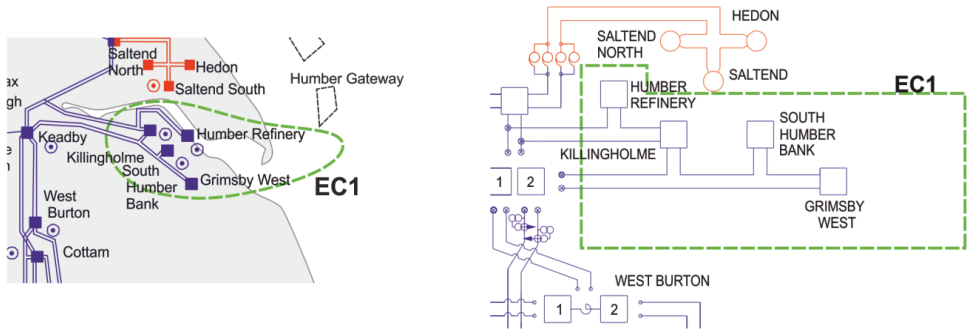 Saltend
North
Hedon
Saltend South
Humber Gateway
ax
gh
Keadby
Humber Refinery
Killingholme
South
Humber
Bank
Grimsby West
EC1
e
n
West
Burton
Cottam
HEDON
SALTEND
NORTH
SALTEND
EC1
HUMBER
REFINERY
SOUTH
HUMBER
BANK
KILLINGHOLME
1
2
GRIMSBY
WEST
WEST BURTON
1
2